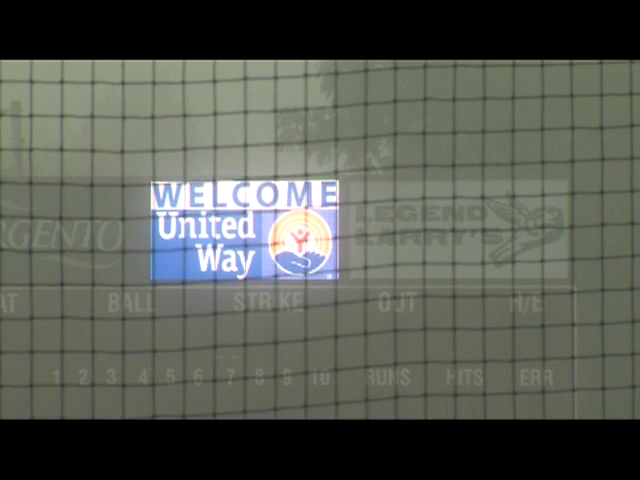 WELCOME
United
Way
LEGEND
LARRY'S
BALL STRIKE OUT H/E
1 2 3 4 5 6 7 8 9 10 RUNS HITS ERR